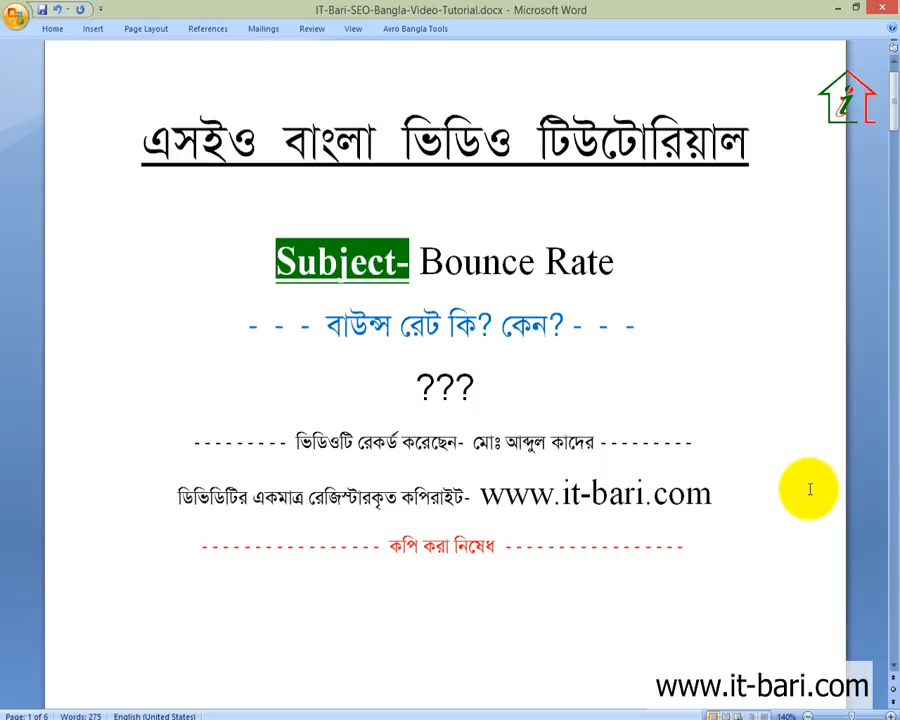 IT-Bari-SEO-Bangla-Video-Tutorial.docx - Microsoft Word
Home Insert Page Layout References Mailings Review View Avro Bangla Tools
এসইও বাংলা ভিডিও টিউটোরিয়াল
Subject- Bounce Rate
- - - বাউন্স রেট কি? কেন? - - -
???
- - - - - - - - - ভিডিওটি রেকর্ড করেছেন- মোঃ আব্দুল কাদের - - - - - - - - -
ডিভিডিটির একমাত্র রেজিস্টারকৃত কপিরাইট- www.it-bari.com
- - - - - - - - - - - - - - - - - কপি করা নিষেধ - - - - - - - - - - - - - - - - -
www.it-bari.com
Page: 1 of 6 Words: 275 English (United States) 140%